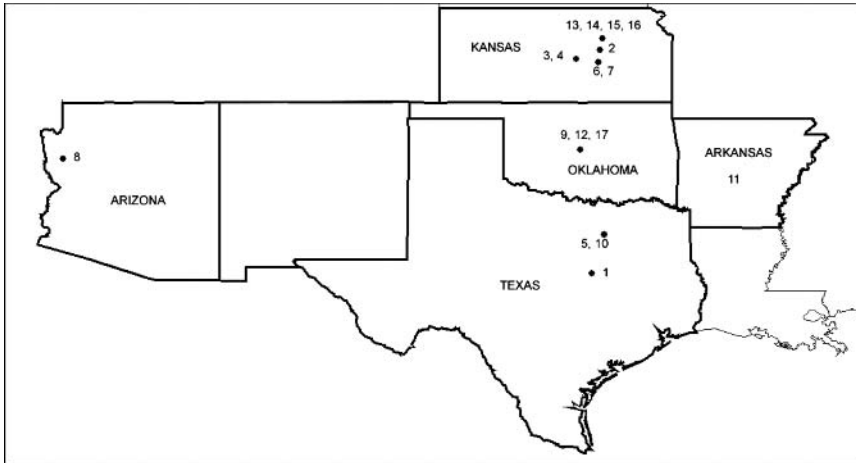 13, 14, 15, 16
KANSAS
2
3, 4
6, 7
9, 12, 17
8
OKLAHOMA
ARKANSAS
11
ARIZONA
5, 10
1
TEXAS